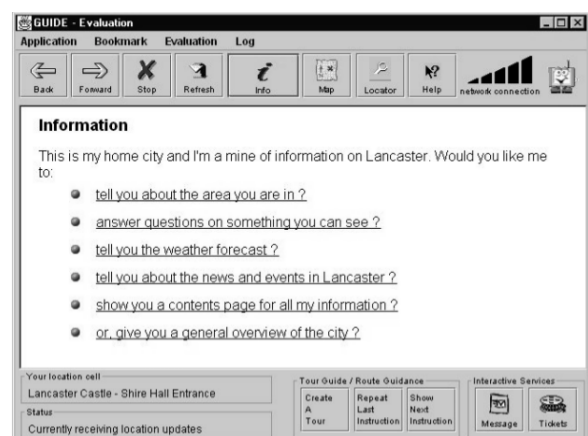 GUIDE - Evaluation
Application Bookmark Evaluation Log
Back Forward Stop Refresh Info Map Locator Help network connection
Information
This is my home city and I'm a mine of information on Lancaster. Would you like me
to:
tell you about the area you are in ?
answer questions on something you can see ?
tell you the weather forecast ?
tell you about the news and events in Lancaster ?
show you a contents page for all my information ?
or, give you a general overview of the city ?
Your location cell
Lancaster Castle - Shire Hall Entrance
Status
Currently receiving location updates
Tour Guide / Route Guidance
Create
A
Tour
Repeat
Last
Instruction
Show
Next
Instruction
Interactive Services
Message Tickets